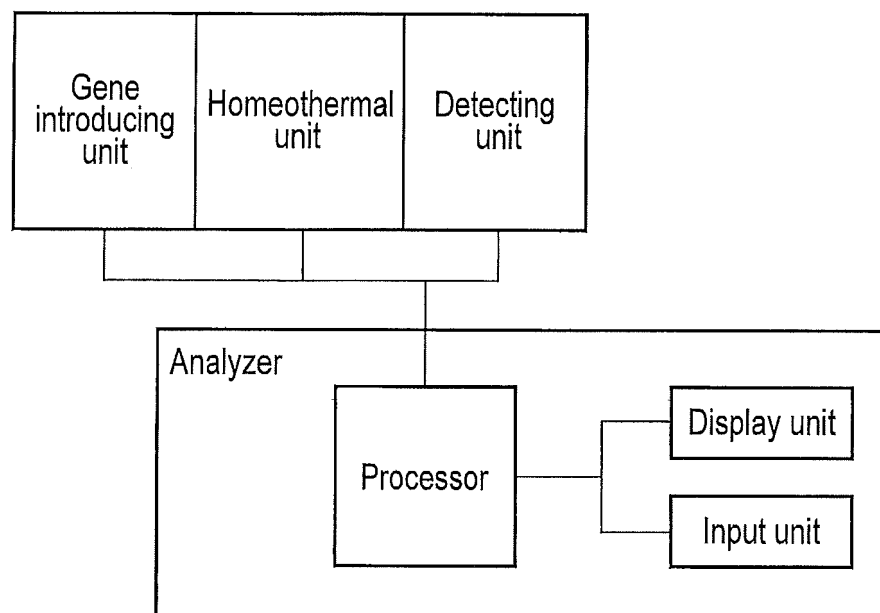 Gene
introducing
unit
Homeothermal
unit
Detecting
unit
Analyzer
Processor
Display unit
Input unit